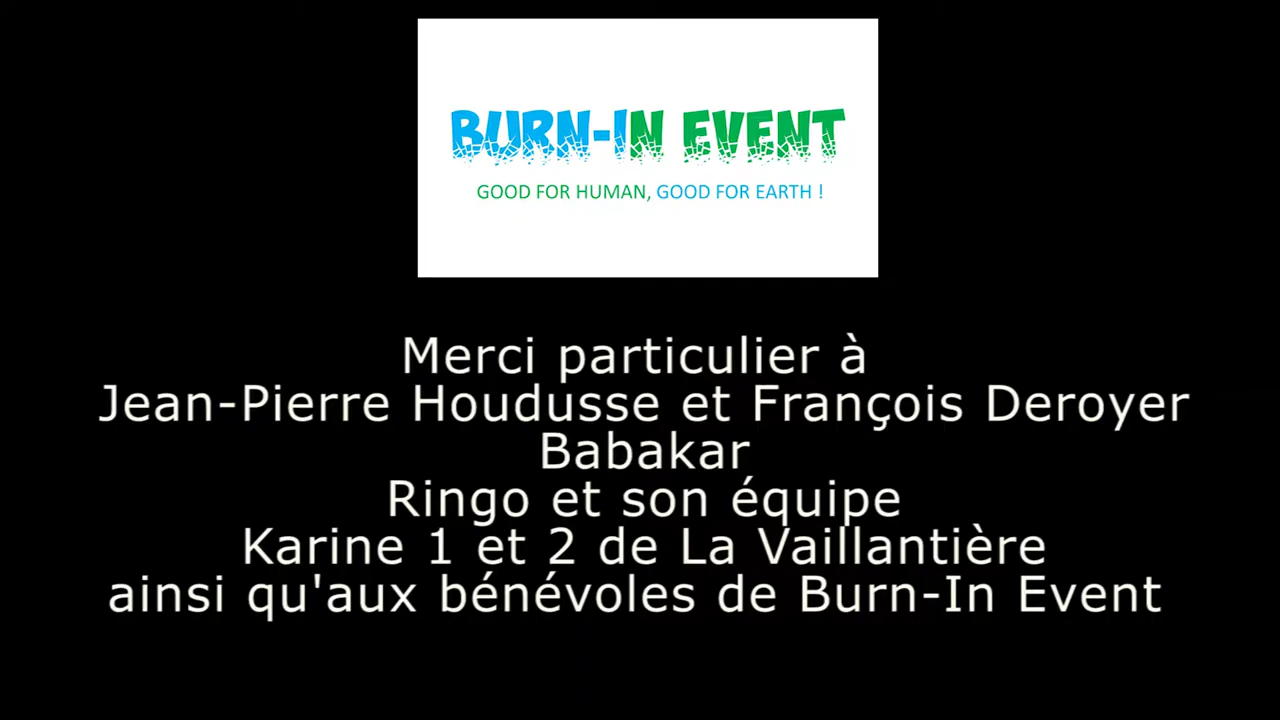 BURN-IN EVENT
GOOD FOR HUMAN, GOOD FOR EARTH !
Merci particulier à
Jean-Pierre Houdusse et François Deroyer
Babakar
Ringo et son équipe
Karine 1 et 2 de La Vaillantière
ainsi qu'aux bénévoles de Burn-In Event